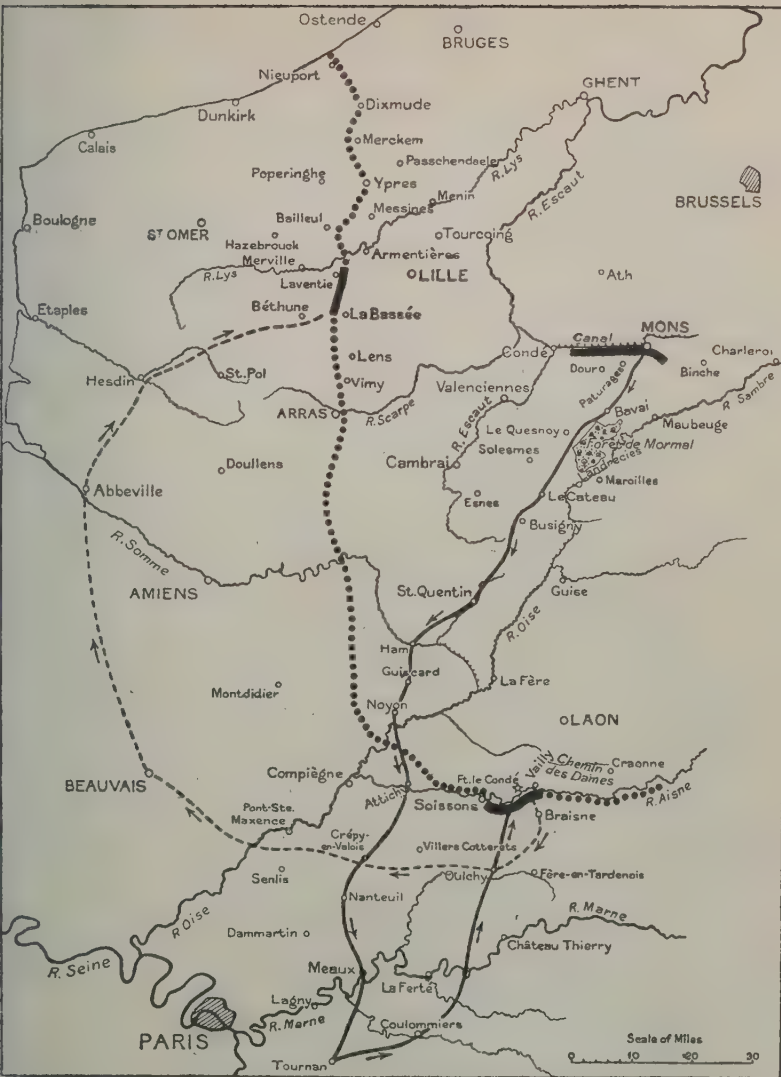 Ostende
BRUGES
Nieuport
GHENT
Dunkirk
Dixmude
Calais
Merckem
Passchendaele
R. Lys
Poperinghe
Ypres
Menin
R. Escaut
BRUSSELS
Messines
Boulogne
ST OMER
Bailleul
Tourcoing
Hazebrouck
Armentières
Merville
R. Lys
Laventie
LILLE
Ath
Etaples
Béthune
La Bassée
MONS
Canal
Condé
Charleroi
Lens
Douro
Binche
Hesdin
St. Pol
Vimy
Valenciennes
Paturages
R. Sambre
ARRAS
R. Scarpe
Bavai
R. Escaut
Maubeuge
Le Quesnoy
Forêt de Mormal
Solesmes
Doullens
Cambrai
Landrecies
Maroilles
Abbeville
Esnes
Le Cateau
Busigny
R. Somme
AMIENS
St. Quentin
Guise
R. Oise
Ham
Guiscard
La Fère
Montdidier
Noyon
LAON
BEAUVAIS
Compiègne
Vailly
Chemin
des Dames
Craonne
Ft. le Condé
Attichy
Soissons
R. Aisne
Pont-Ste.
Maxence
Braisne
Crépy-
en-Valois
Villers Cotterets
Senlis
Oulchy
Fère-en-Tardenois
Nanteuil
R. Oise
R. Marne
Dammartin
Château Thierry
R. Seine
Meaux
La Ferté
Lagny
R. Marne
PARIS
Coulommiers
Scale of Miles
Tournan
0 10 20 30